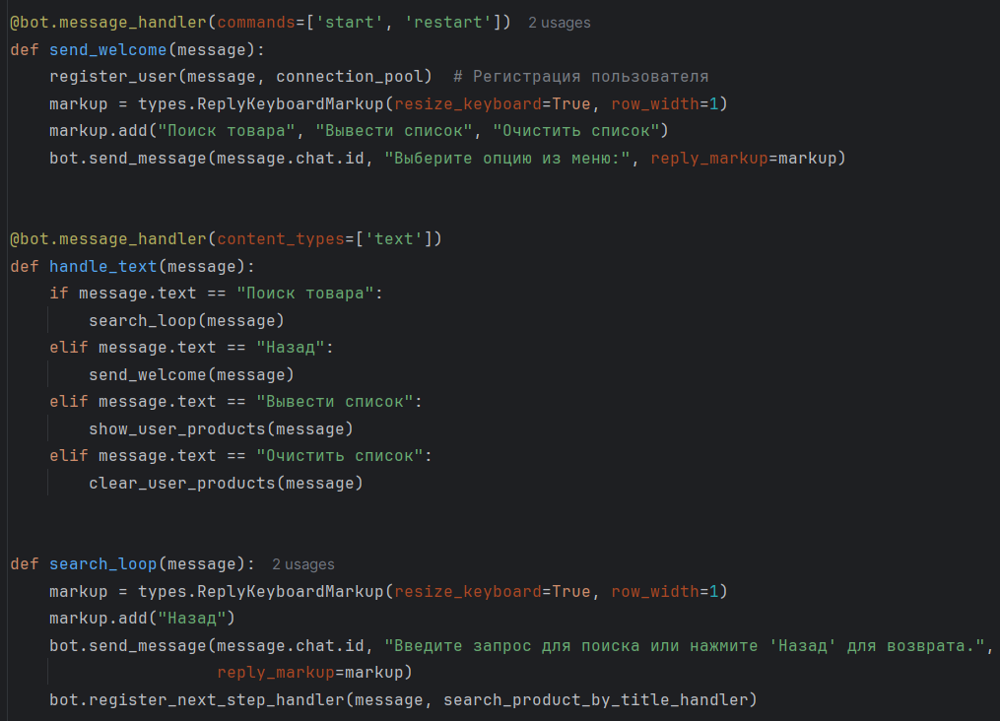 @bot.message_handler(commands=['start', 'restart']) 2 usages
def send_welcome(message):
    register_user(message, connection_pool)  # Регистрация пользователя
    markup = types.ReplyKeyboardMarkup(resize_keyboard=True, row_width=1)
    markup.add("Поиск товара", "Вывести список", "Очистить список")
    bot.send_message(message.chat.id, "Выберите опцию из меню:", reply_markup=markup)
@bot.message_handler(content_types=['text'])
def handle_text(message):
    if message.text == "Поиск товара":
        search_loop(message)
    elif message.text == "Назад":
        send_welcome(message)
    elif message.text == "Вывести список":
        show_user_products(message)
    elif message.text == "Очистить список":
        clear_user_products(message)
def search_loop(message): 2 usages
    markup = types.ReplyKeyboardMarkup(resize_keyboard=True, row_width=1)
    markup.add("Назад")
    bot.send_message(message.chat.id, "Введите запрос для поиска или нажмите 'Назад' для возврата.",
                     reply_markup=markup)
    bot.register_next_step_handler(message, search_product_by_title_handler)